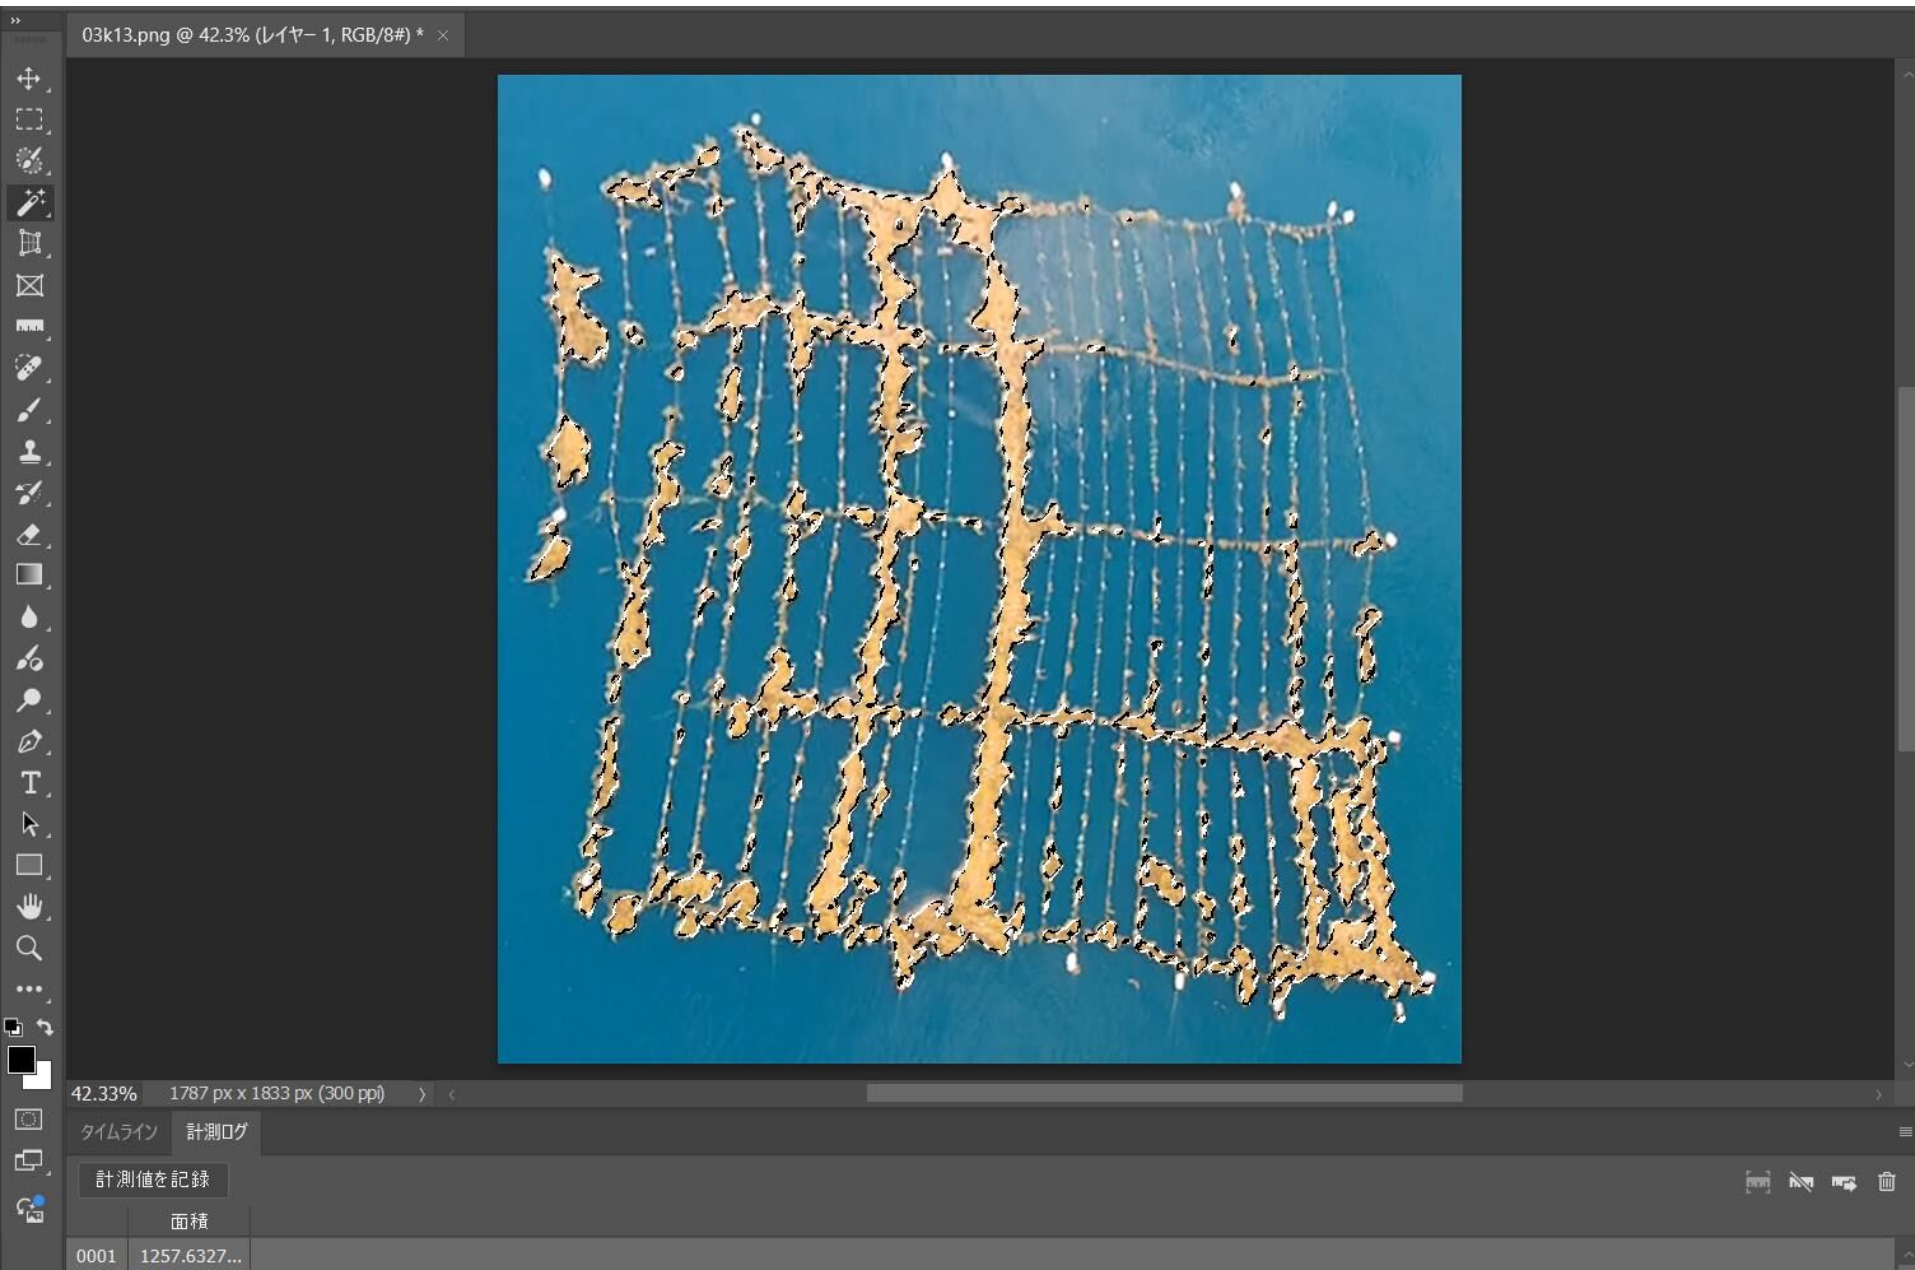 03k13.png @ 42.3% (レイヤー 1, RGB/8#) *
42.33%
1787 px x 1833 px (300 ppi)
タイムライン
計測ログ
計測値を記録
面積
0001
1257.6327...